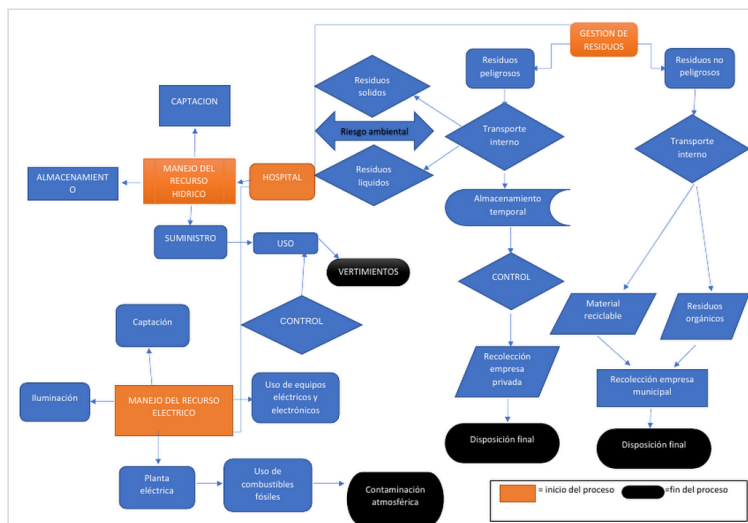 GESTION DE
RESIDUOS
Residuos
peligrosos
Residuos no
peligrosos
Residuos
solidos
CAPTACION
Riesgo ambiental
Transporte
interno
Transporte
interno
MANEJO DEL
RECURSO
HIDRICO
HOSPITAL
Residuos
liquidos
ALMACENAMIENT
O
Almacenamiento
temporal
SUMINISTRO
USO
VERTIMIENTOS
CONTROL
Material
reciclable
Residuos
orgánicos
Captación
CONTROL
Recolección
empresa
privada
Recolección empresa
municipal
Iluminación
MANEJO DEL RECURSO
ELECTRICO
Uso de equipos
eléctricos y
electrónicos
Disposición final
Disposición final
Planta
eléctrica
Uso de
combustibles
fósiles
Contaminación
atmosférica
= inicio del proceso
=fin del proceso